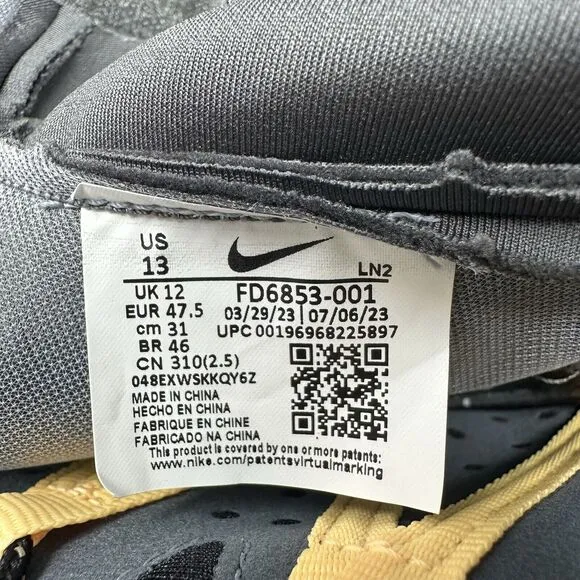 US
13
LN2
UK 12
EUR 47.5
cm 31
BR 46
CN 310(2.5)
048EXWSKKQY6Z
FD6853-001
03/29/23 | 07/06/23
UPC 00196968225897
MADE IN CHINA
HECHO EN CHINA
FABRIQUE EN CHINE
FABRICADO NA CHINA
This product is covered by one or more patents:
www.nike.com/patentsvirtualmarking